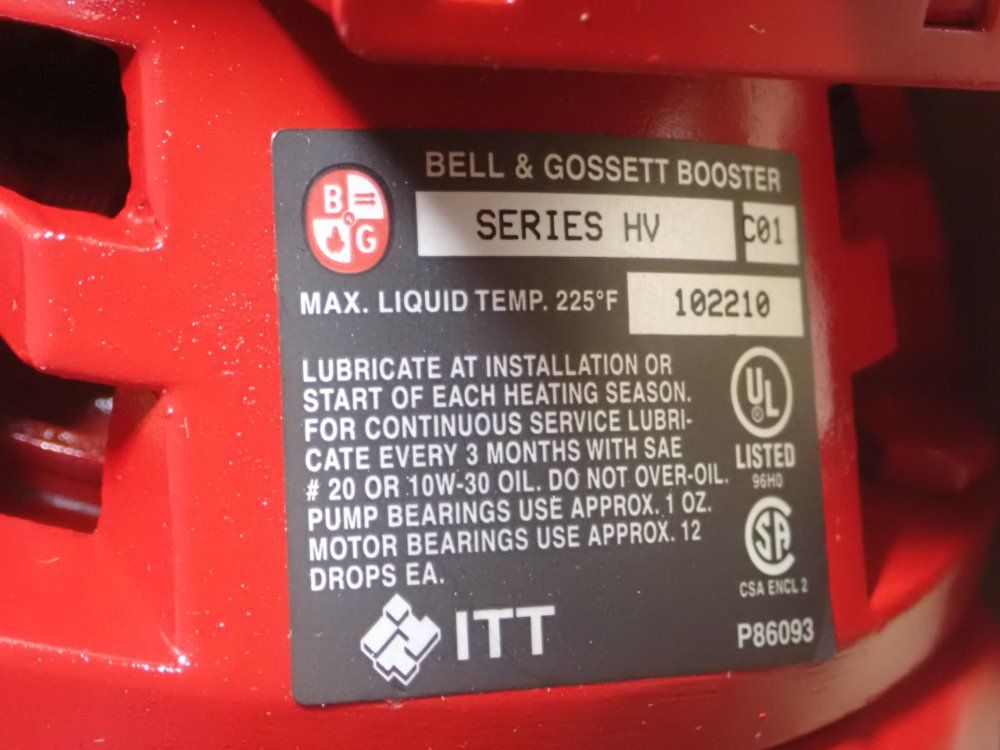 BELL & GOSSETT BOOSTER
B
G
SERIES HV C01
MAX. LIQUID TEMP. 225°F 102210
LUBRICATE AT INSTALLATION OR
START OF EACH HEATING SEASON.
FOR CONTINUOUS SERVICE LUBRI-
CATE EVERY 3 MONTHS WITH SAE
# 20 OR 10W-30 OIL. DO NOT OVER-OIL.
PUMP BEARINGS USE APPROX. 1 OZ.
MOTOR BEARINGS USE APPROX. 12
DROPS EA.
UL ®
LISTED
96H0
CSA
CSA ENCL 2
ITT
P86093